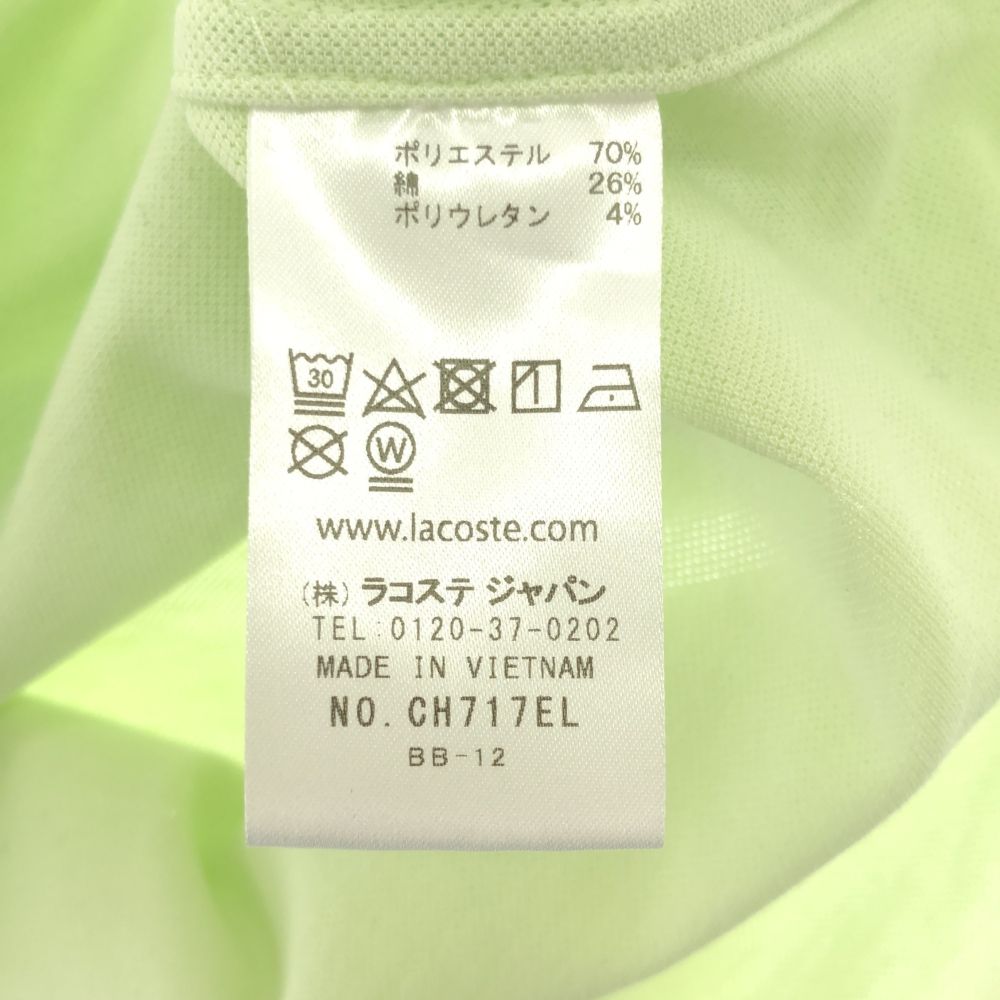 ポリエステル 70%
綿 26%
ポリウレタン 4%
30
W
www.lacoste.com
(株) ラコステ ジャパン
TEL:0120-37-0202
MADE IN VIETNAM
NO. CH717EL
BB-12